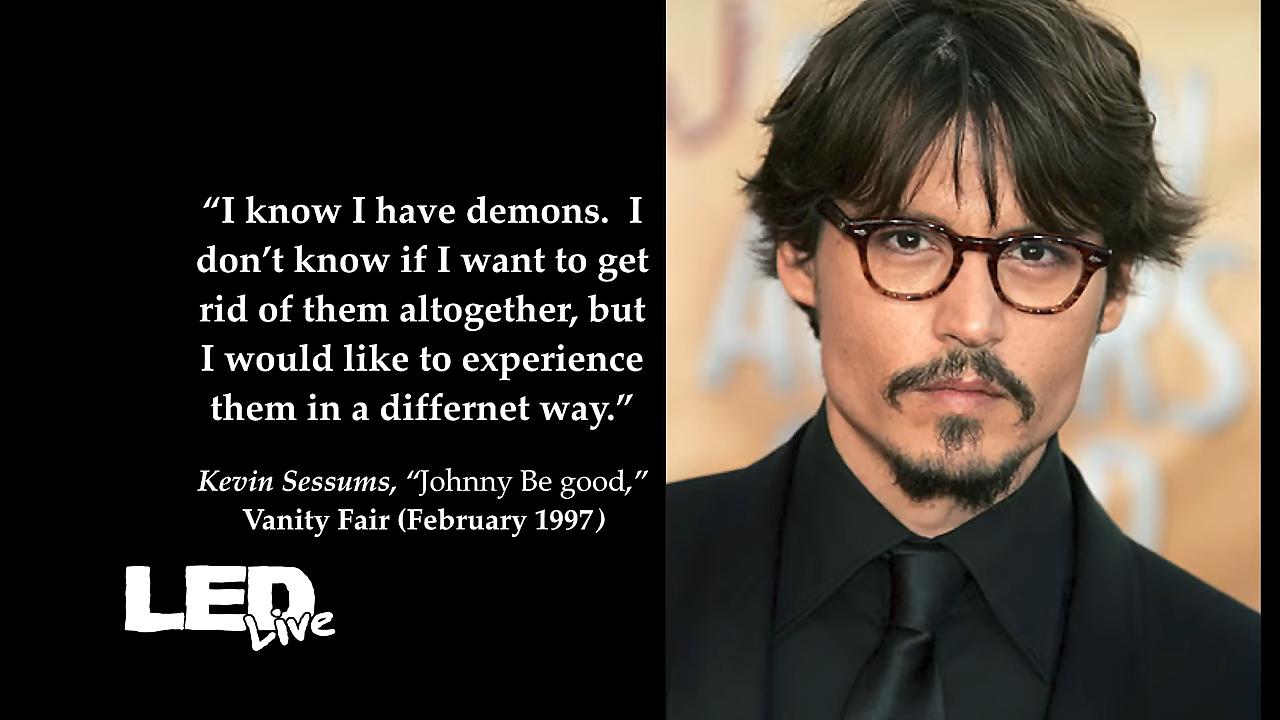 “I know I have demons.  I
don’t know if I want to get
rid of them altogether, but
I would like to experience
them in a differnet way.”
Kevin Sessums, “Johnny Be good,”
Vanity Fair (February 1997)
LED
Live